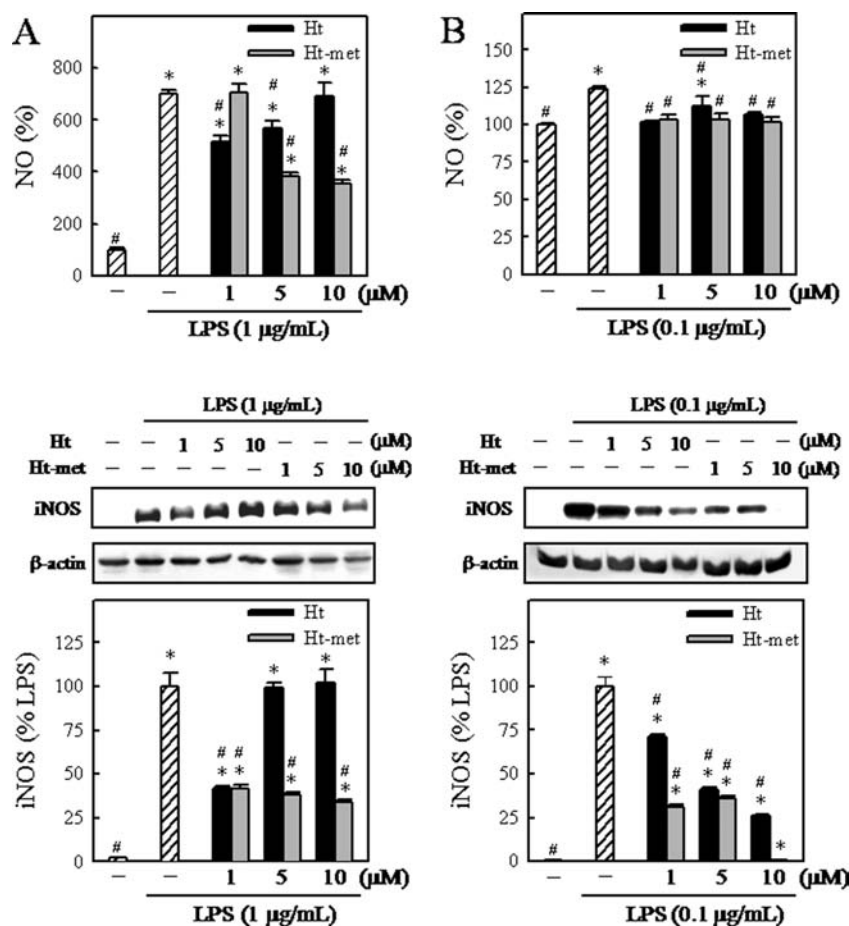 A
Ht
Ht-met
NO (%)
800
600
400
200
0
#
*
# *
*
# *
# *
*
# *
– – 1 5 10 (μM)
LPS (1 μg/mL)
B
Ht
Ht-met
NO (%)
150
125
100
75
50
25
0
#
*
#
#
# *
#
#
#
– – 1 5 10 (μM)
LPS (0.1 μg/mL)
LPS (1 μg/mL)
Ht – – 1 5 10 – – – (μM)
Ht-met – – – – – 1 5 10 (μM)
iNOS
β-actin
Ht
Ht-met
iNOS (% LPS)
125
100
75
50
25
0
#
*
# *
# *
*
# *
*
# *
– – 1 5 10 (μM)
LPS (1 μg/mL)
LPS (0.1 μg/mL)
Ht – – 1 5 10 – – – (μM)
Ht-met – – – – – 1 5 10 (μM)
iNOS
β-actin
Ht
Ht-met
iNOS (% LPS)
125
100
75
50
25
0
#
*
# *
# *
# *
# *
# *
*
– – 1 5 10 (μM)
LPS (0.1 μg/mL)